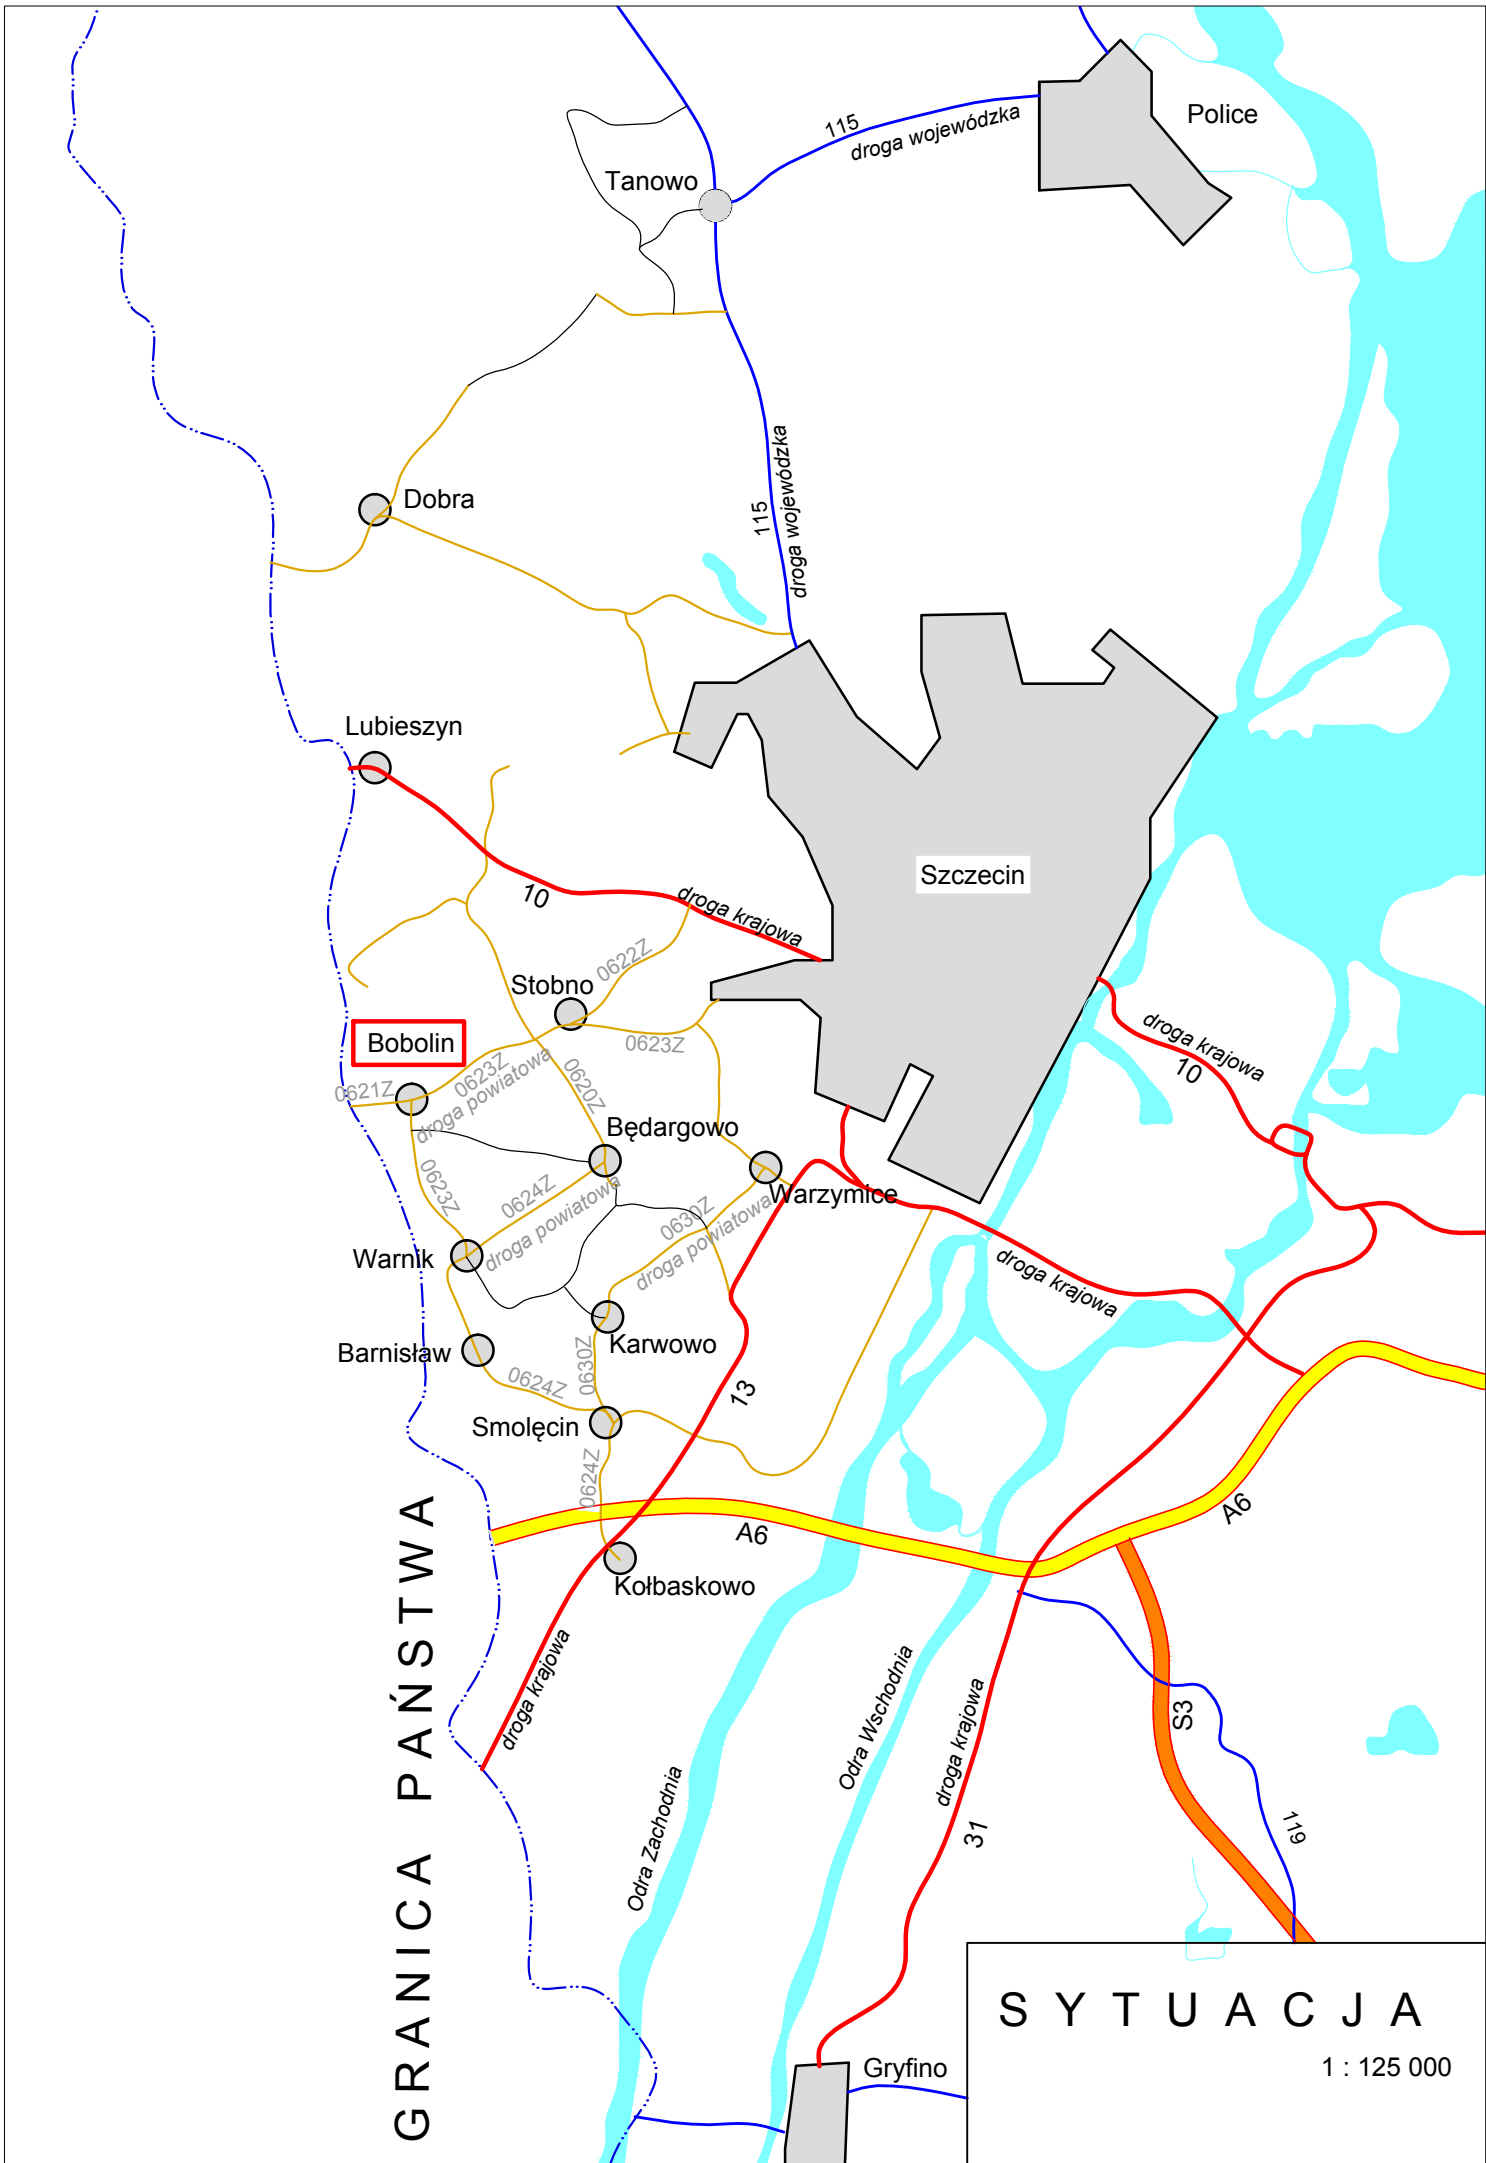 Police
115
droga wojewódzka
Tanowo
115
droga wojewódzka
Dobra
Lubieszyn
10
droga krajowa
Szczecin
0622Z
Stobno
Bobolin
0623Z
0621Z
0623Z
droga powiatowa
0620Z
droga krajowa
10
Będargowo
0623Z
0624Z
droga powiatowa
Warzymice
0630Z
droga powiatowa
Warnik
droga krajowa
Karwowo
Barnisław
0624Z
0630Z
13
Smolęcin
0624Z
A6
A6
Kołbaskowo
droga krajowa
GRANICA PAŃSTWA
Odra Zachodnia
Odra Wschodnia
droga krajowa
31
S3
119
Gryfino
SYTUACJA
1 : 125 000